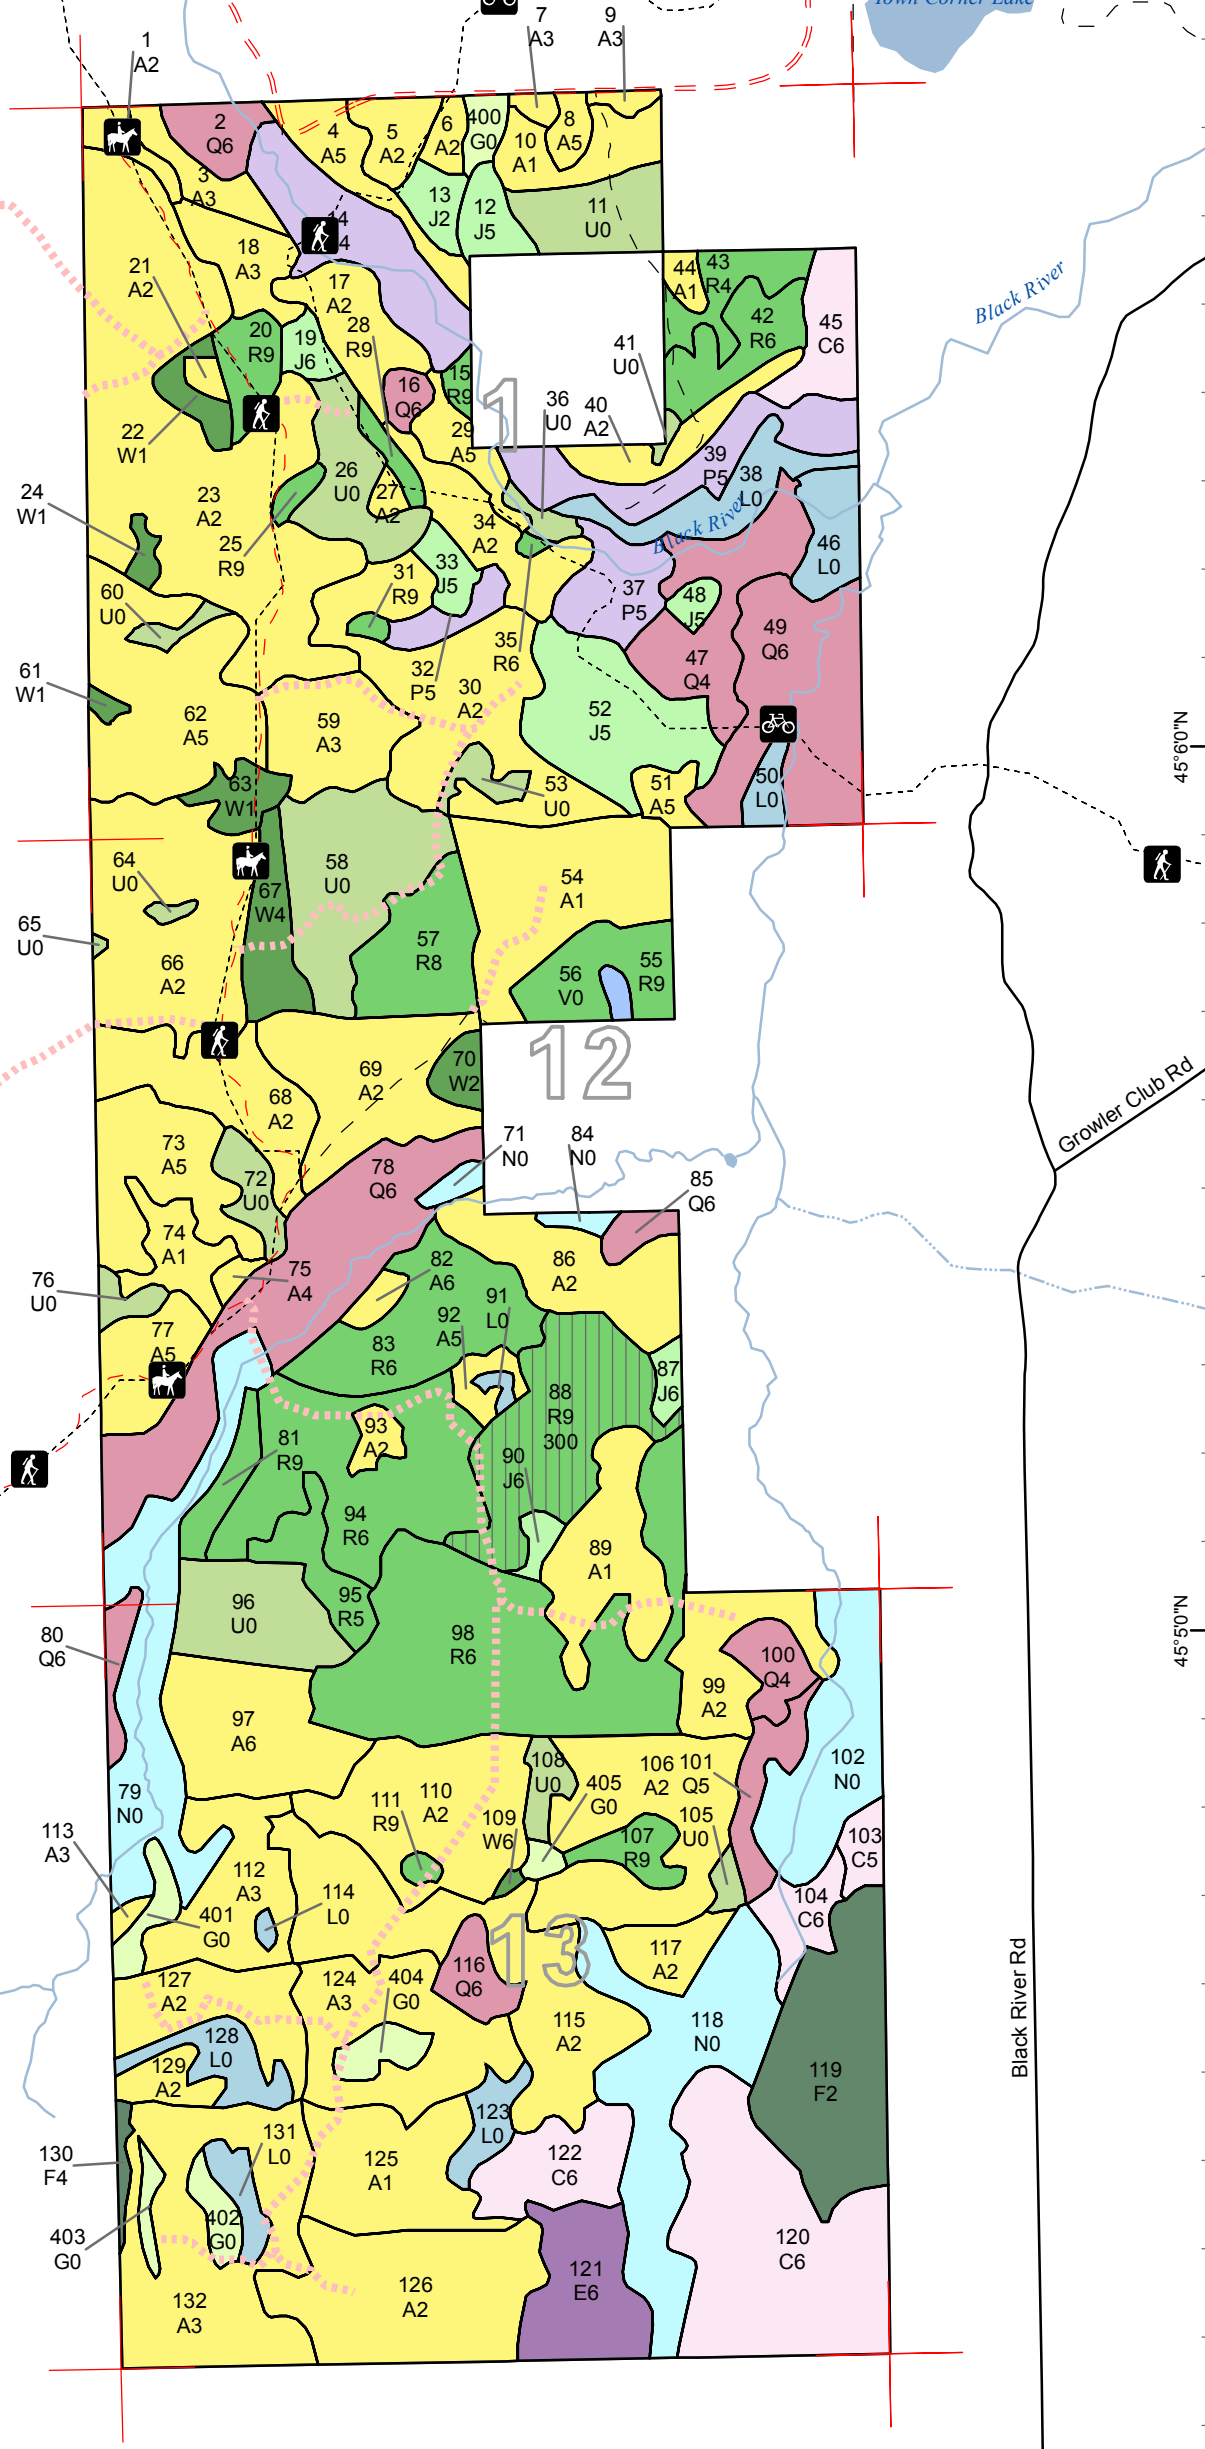 Town Corner Lake
7
A3
9
A3
1
A2
2
Q6
3
A3
4
A5
5
A2
6
A2
400
G0
10
A1
8
A5
13
J2
12
J5
11
U0
14
4
18
A3
17
A2
21
A2
20
R9
19
J6
28
R9
44
A1
43
R4
42
R6
45
C6
Black River
41
U0
16
Q6
15
R9
1
36
U0
40
A2
22
W1
29
A5
39
P5
38
L0
24
W1
23
A2
26
U0
27
A2
25
R9
34
A2
Black River
46
L0
60
U0
31
R9
33
J5
37
P5
48
J5
49
Q6
35
R6
32
P5
30
A2
47
Q4
61
W1
62
A5
59
A3
52
J5
45°6'0"N
63
W1
53
U0
51
A5
50
L0
64
U0
58
U0
67
W4
54
A1
65
U0
66
A2
57
R8
56
V0
55
R9
12
70
W2
69
A2
68
A2
Growler Club Rd
73
A5
72
U0
78
Q6
71
N0
84
N0
85
Q6
74
A1
76
U0
75
A4
82
A6
86
A2
77
A5
83
R6
92
A5
91
L0
87
J6
88
R9
300
93
A2
81
R9
90
J6
94
R6
89
A1
96
U0
95
R5
98
R6
45°5'0"N
80
Q6
100
Q4
99
A2
97
A6
79
N0
108
U0
106
A2
101
Q5
102
N0
111
R9
110
A2
405
G0
109
W6
107
R9
105
U0
113
A3
103
C5
112
A3
114
L0
104
C6
401
G0
13
117
A2
116
Q6
127
A2
124
A3
404
G0
115
A2
118
N0
Black River Rd
128
L0
129
A2
119
F2
130
F4
131
L0
123
L0
125
A1
122
C6
403
G0
402
G0
120
C6
121
E6
126
A2
132
A3